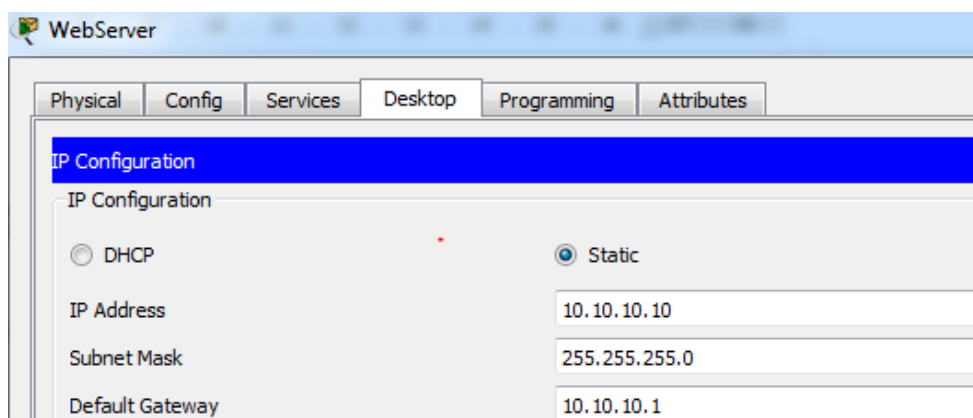 WebServer
Physical Config Services Desktop Programming Attributes
IP Configuration
IP Configuration
DHCP Static
IP Address 10.10.10.10
Subnet Mask 255.255.255.0
Default Gateway 10.10.10.1